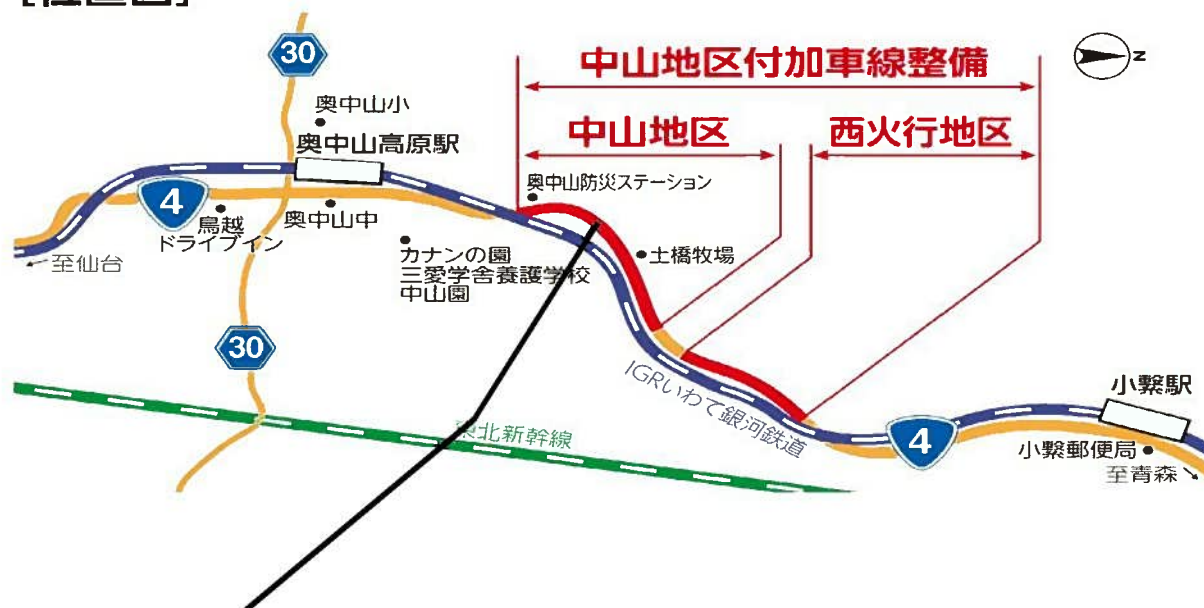 30
N
中山地区付加車線整備
中山地区
西火行地区
奥中山小
奥中山高原駅
奥中山防災ステーション
4
鳥越
ドライブイン
奥中山中
至仙台
カナンの園
三愛学舎養護学校
中山園
土橋牧場
30
IGRいわて銀河鉄道
東北新幹線
小繋駅
4
小繋郵便局
至青森